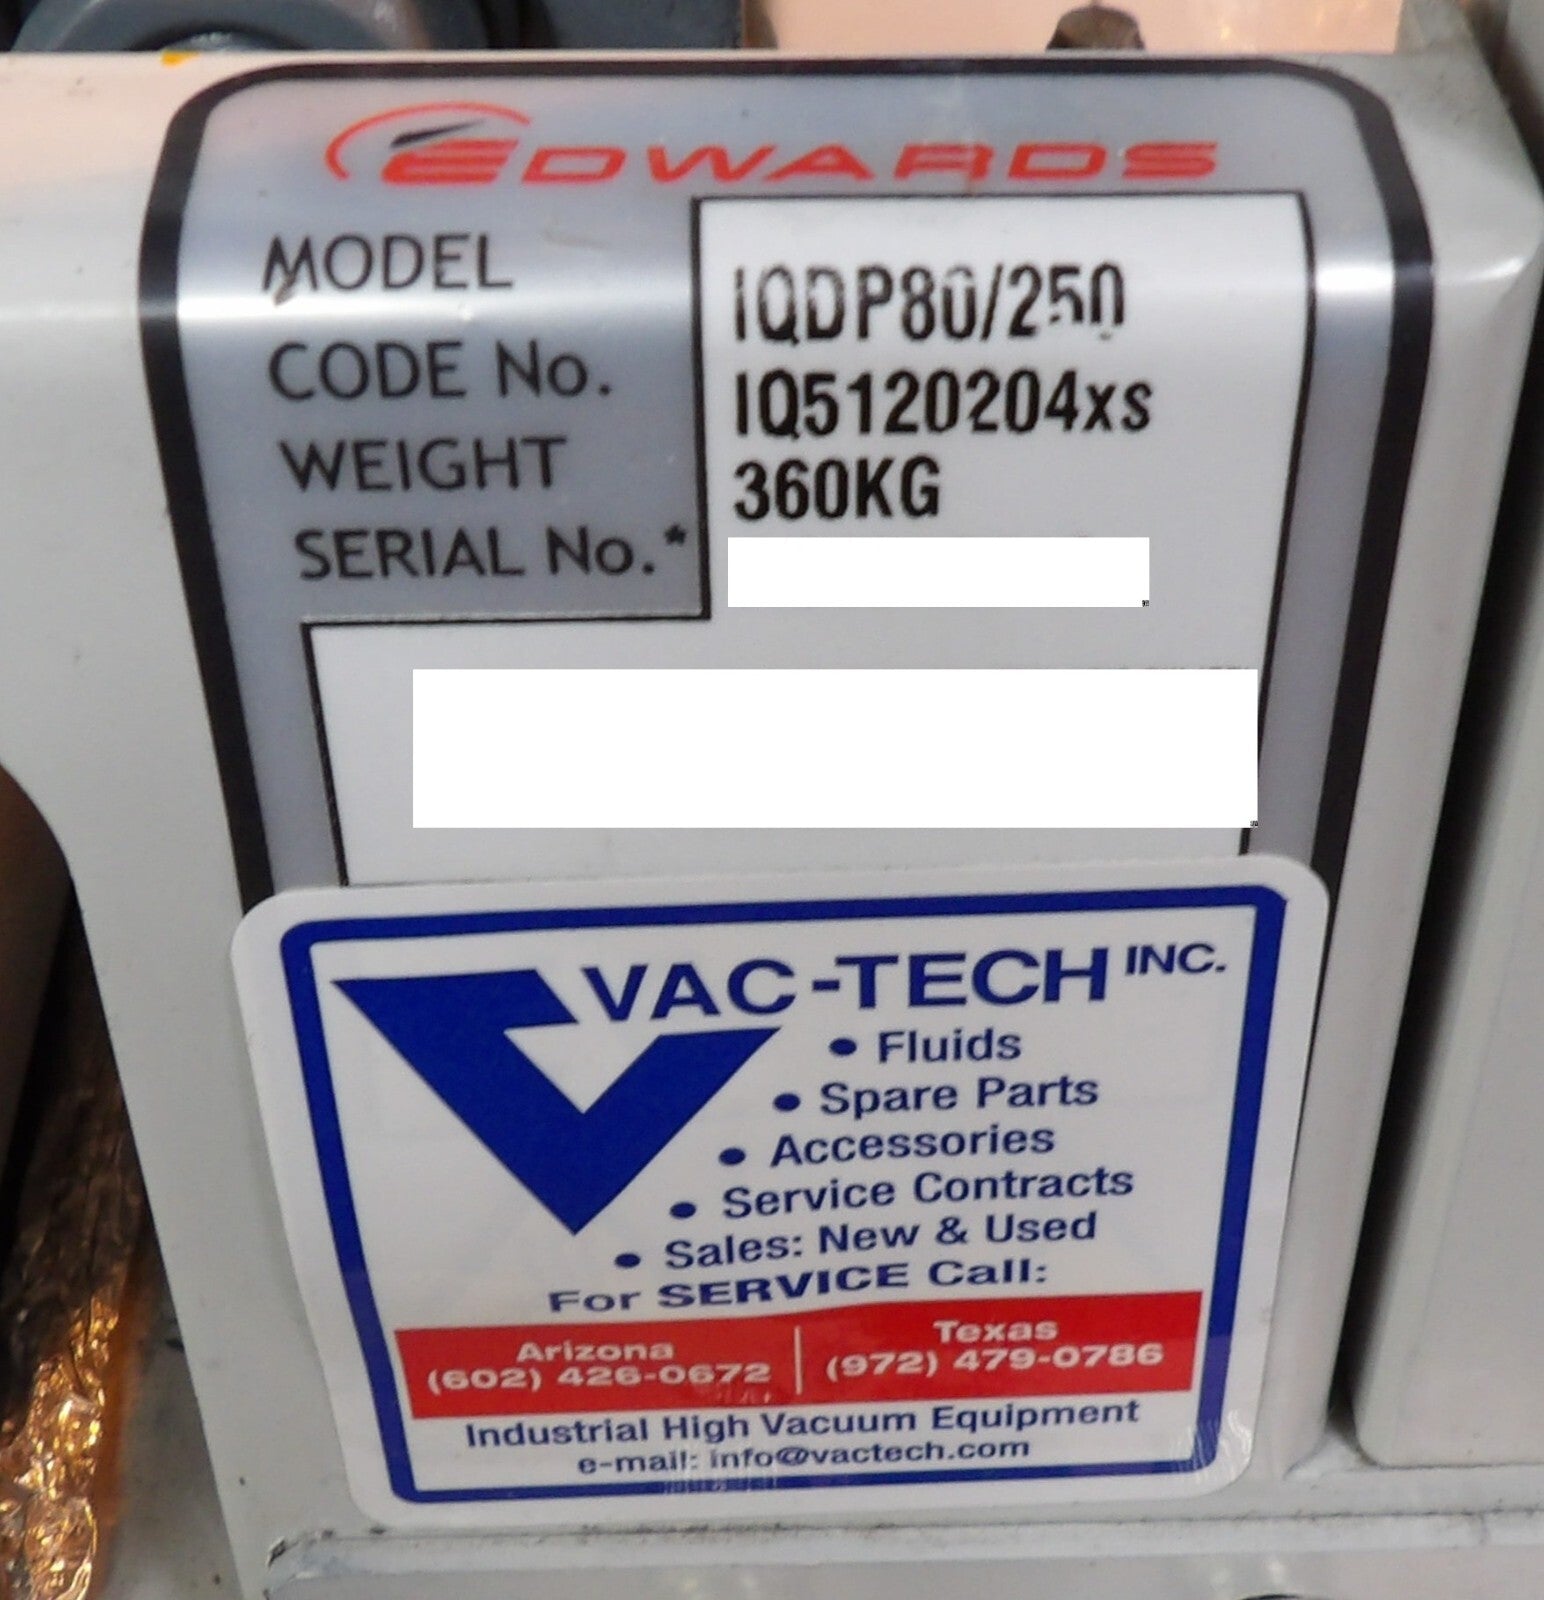 EDWARDS
MODEL IQDP80/250
CODE No. IQ5120204xs
WEIGHT 360KG
SERIAL No.*
VAC-TECH INC.
• Fluids
• Spare Parts
• Accessories
• Service Contracts
• Sales: New & Used
For SERVICE Call:
Arizona Texas
(602) 426-0672 (972) 479-0786
Industrial High Vacuum Equipment
e-mail: info@vactech.com